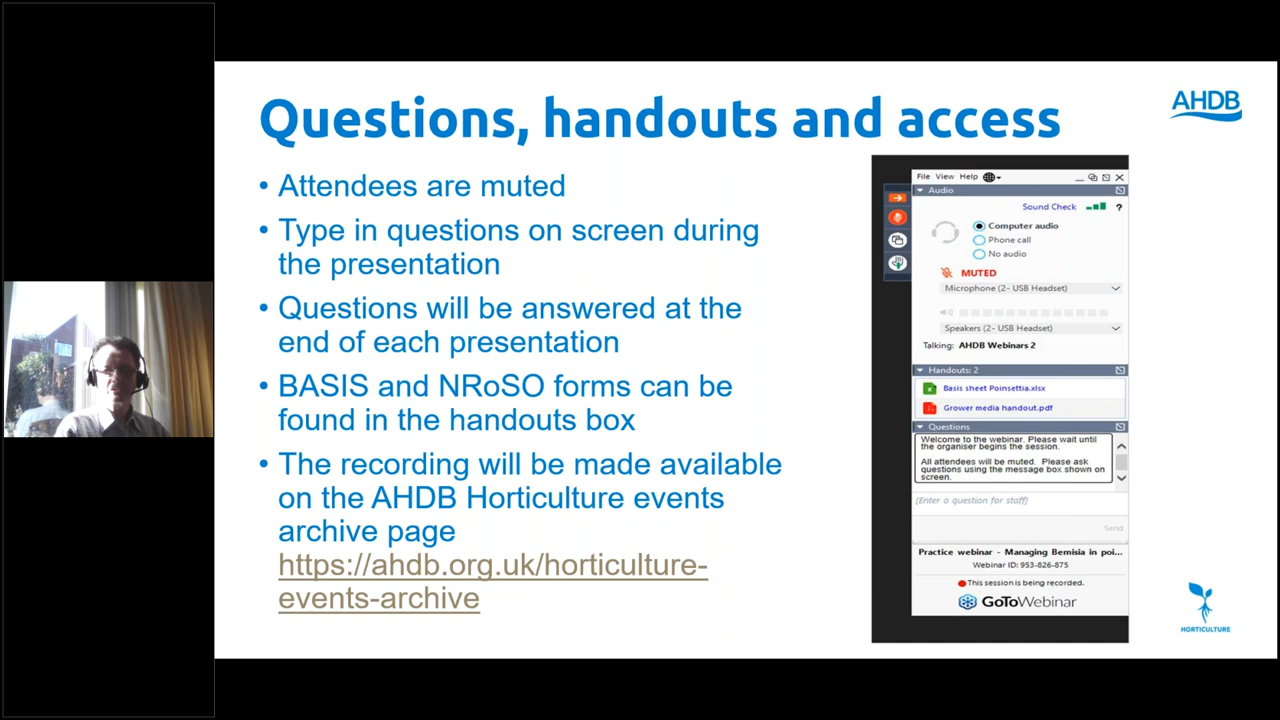 Questions, handouts and access
AHDB
• Attendees are muted
• Type in questions on screen during
the presentation
• Questions will be answered at the
end of each presentation
• BASIS and NRoSO forms can be
found in the handouts box
• The recording will be made available
on the AHDB Horticulture events
archive page
https://ahdb.org.uk/horticulture-
events-archive
File View Help
Audio
Sound Check ?
Computer audio
Phone call
No audio
MUTED
Microphone (2- USB Headset)
Speakers (2- USB Headset)
Talking: AHDB Webinars 2
Handouts: 2
Basis sheet Poinsettia.xlsx
Grower media handout.pdf
Questions
Welcome to the webinar. Please wait until
the organiser begins the session.
All attendees will be muted. Please ask
questions using the message box shown on
screen.
[Enter a question for staff]
Send
Practice webinar - Managing Bemisia in poi...
Webinar ID: 953-826-875
This session is being recorded.
GoToWebinar
HORTICULTURE